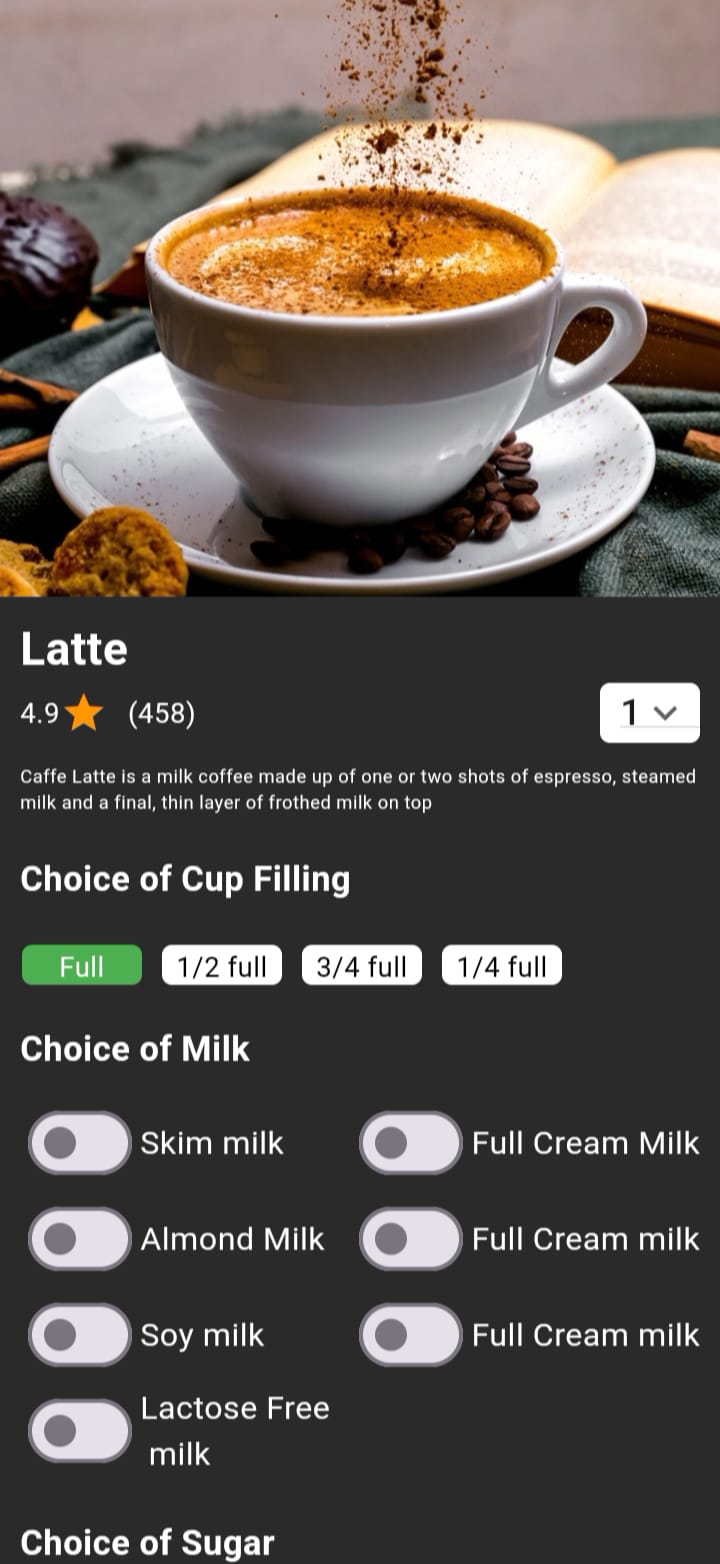 Latte
4.9 (458)
1
Caffe Latte is a milk coffee made up of one or two shots of espresso, steamed
milk and a final, thin layer of frothed milk on top
Choice of Cup Filling
Full 1/2 full 3/4 full 1/4 full
Choice of Milk
Skim milk Full Cream Milk
Almond Milk Full Cream milk
Soy milk Full Cream milk
Lactose Free
milk
Choice of Sugar